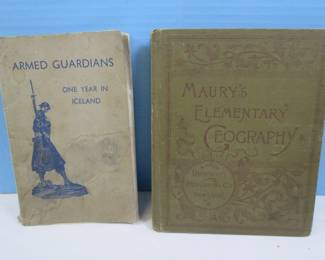 ARMED GUARDIANS
ONE YEAR IN
ICELAND
MAURY'S
ELEMENTARY
GEOGRAPHY